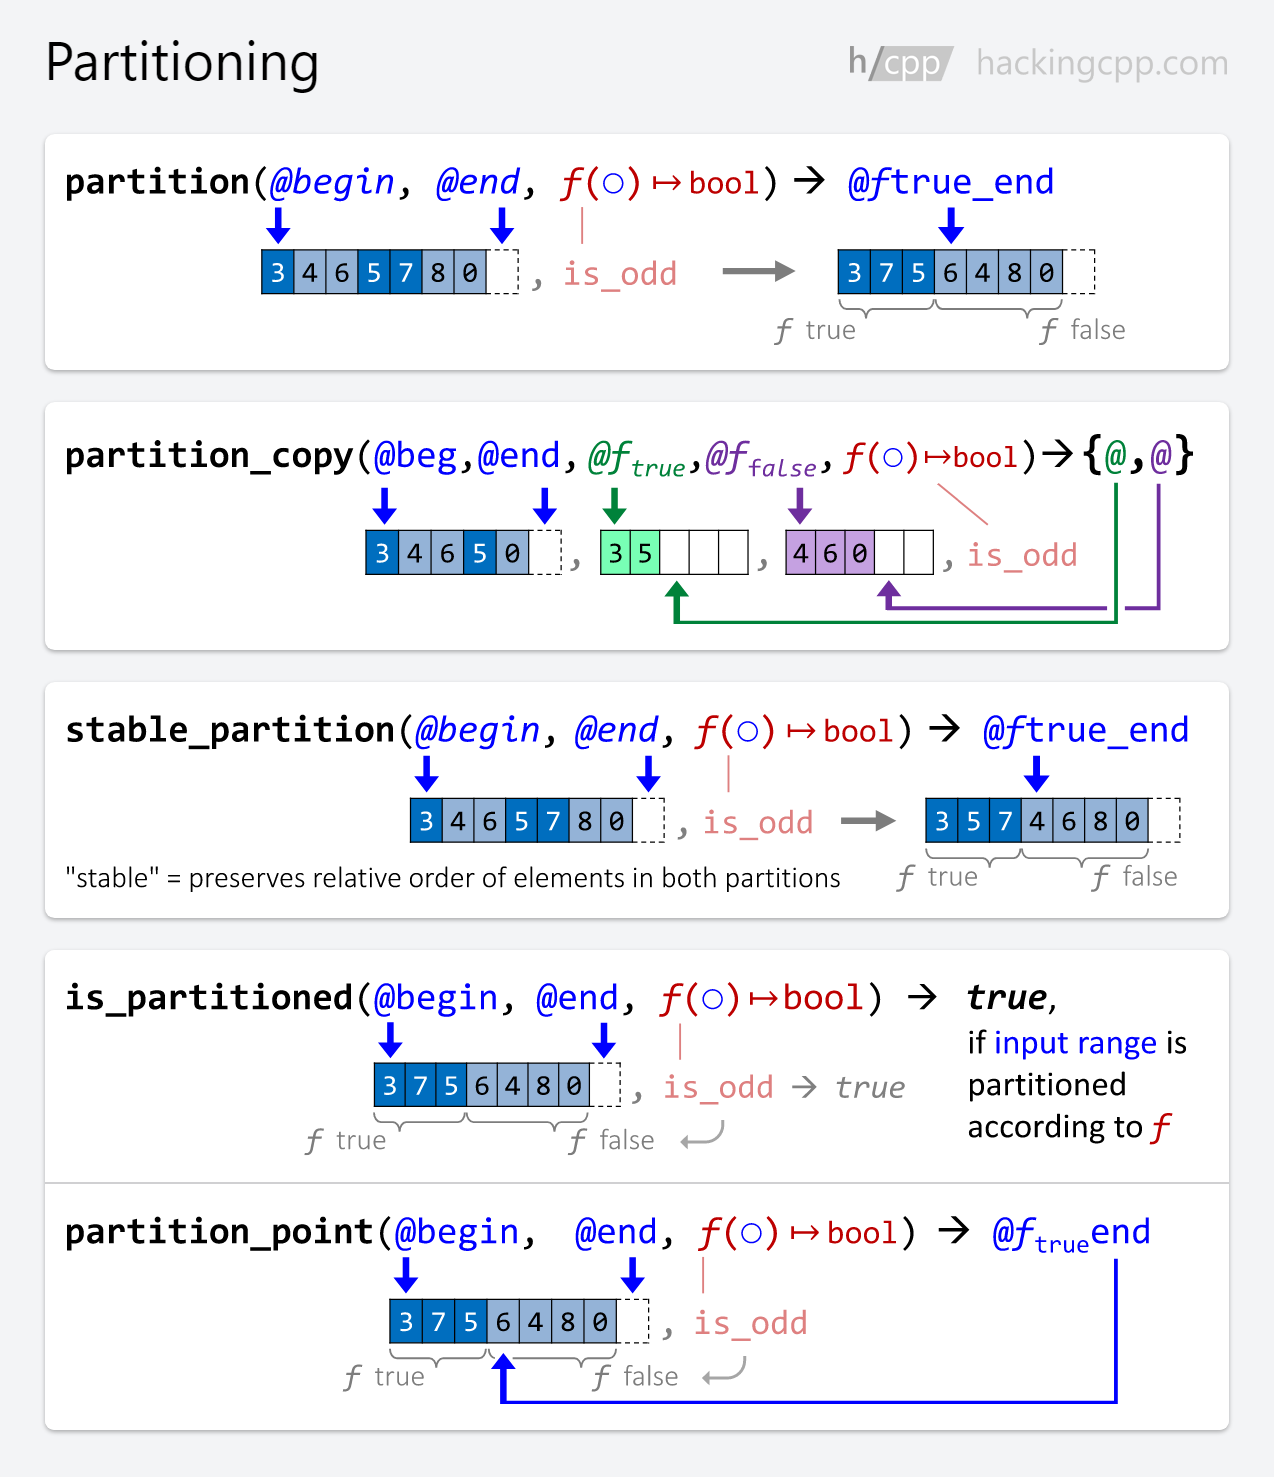 Partitioning
h/cpp hackingcpp.com
partition(@begin, @end, f(○)↦bool) → @ftrue_end
3 4 6 5 7 8 0 , is_odd 3 7 5 6 4 8 0
f true f false
partition_copy(@beg,@end, @f true,@f false, f(○)↦bool)→{@,@}
3 4 6 5 0 , 3 5 , 4 6 0 , is_odd
stable_partition(@begin, @end, f(○)↦bool) → @ftrue_end
3 4 6 5 7 8 0 , is_odd 3 5 7 4 6 8 0
"stable" = preserves relative order of elements in both partitions
f true f false
is_partitioned(@begin, @end, f(○)↦bool) → true,
if input range is
partitioned
according to f
3 7 5 6 4 8 0 , is_odd → true
f true f false
partition_point(@begin, @end, f(○)↦bool) → @f true end
3 7 5 6 4 8 0 , is_odd
f true f false